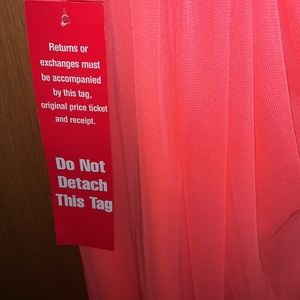 Returns or
exchanges must
be accompanied
by this tag,
original price ticket
and receipt.
Do Not
Detach
This Tag